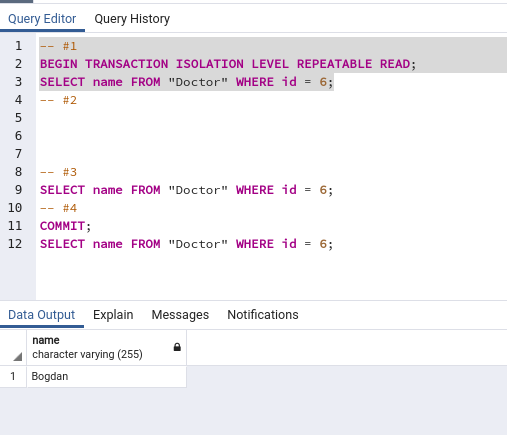 Query Editor Query History
1 -- #1
2 BEGIN TRANSACTION ISOLATION LEVEL REPEATABLE READ;
3 SELECT name FROM "Doctor" WHERE id = 6;
4 -- #2
5
6
7
8 -- #3
9 SELECT name FROM "Doctor" WHERE id = 6;
10 -- #4
11 COMMIT;
12 SELECT name FROM "Doctor" WHERE id = 6;
Data Output Explain Messages Notifications
name
character varying (255)
1 Bogdan